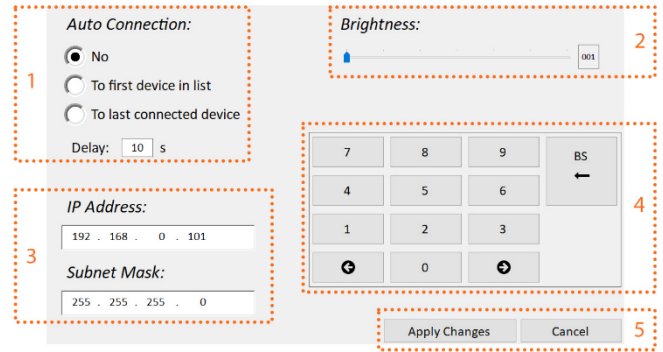 Auto Connection:
1
No
To first device in list
To last connected device
Delay: 10 s
Brightness:
001
2
IP Address:
192 . 168 . 0 . 101
3
Subnet Mask:
255 . 255 . 255 . 0
7 8 9 BS
4 5 6
4
1 2 3
0
Apply Changes Cancel 5